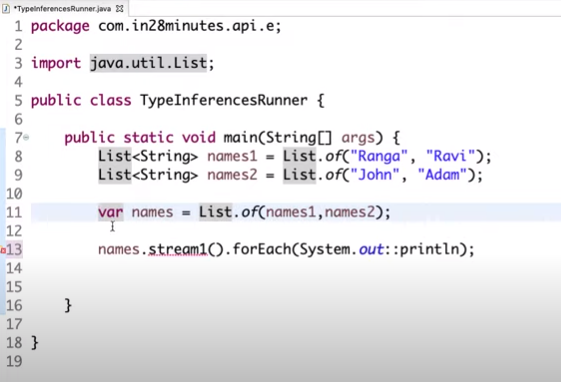 *TypeInferencesRunner.java
1 package com.in28minutes.api.e;
2
3 import java.util.List;
4
5 public class TypeInferencesRunner {
6
7 public static void main(String[] args) {
8 List<String> names1 = List.of("Ranga", "Ravi");
9 List<String> names2 = List.of("John", "Adam");
10
11 var names = List.of(names1,names2);
12
13 names.stream1().forEach(System.out::println);
14
15
16 }
17
18 }
19